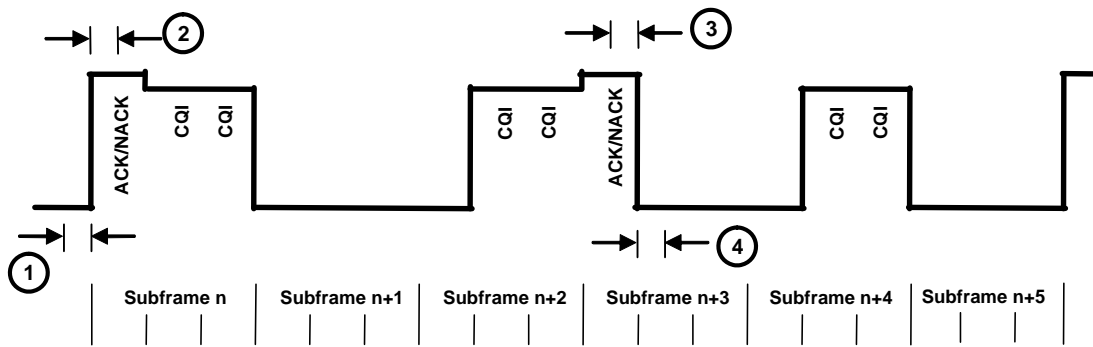 2
3
ACK/NACK
CQI
CQI
CQI
CQI
ACK/NACK
CQI
CQI
1
4
Subframe n
Subframe n+1
Subframe n+2
Subframe n+3
Subframe n+4
Subframe n+5